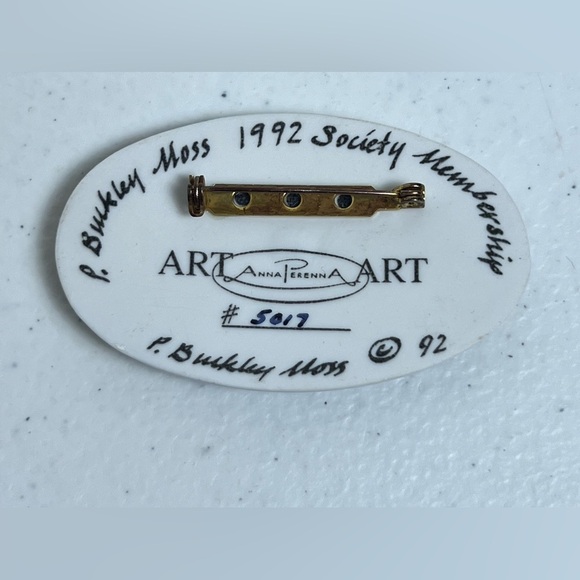 P. Buckley Moss 1992 Society Membership
ART ANNA PERENNA ART
# 5017
P. Buckley Moss © 92